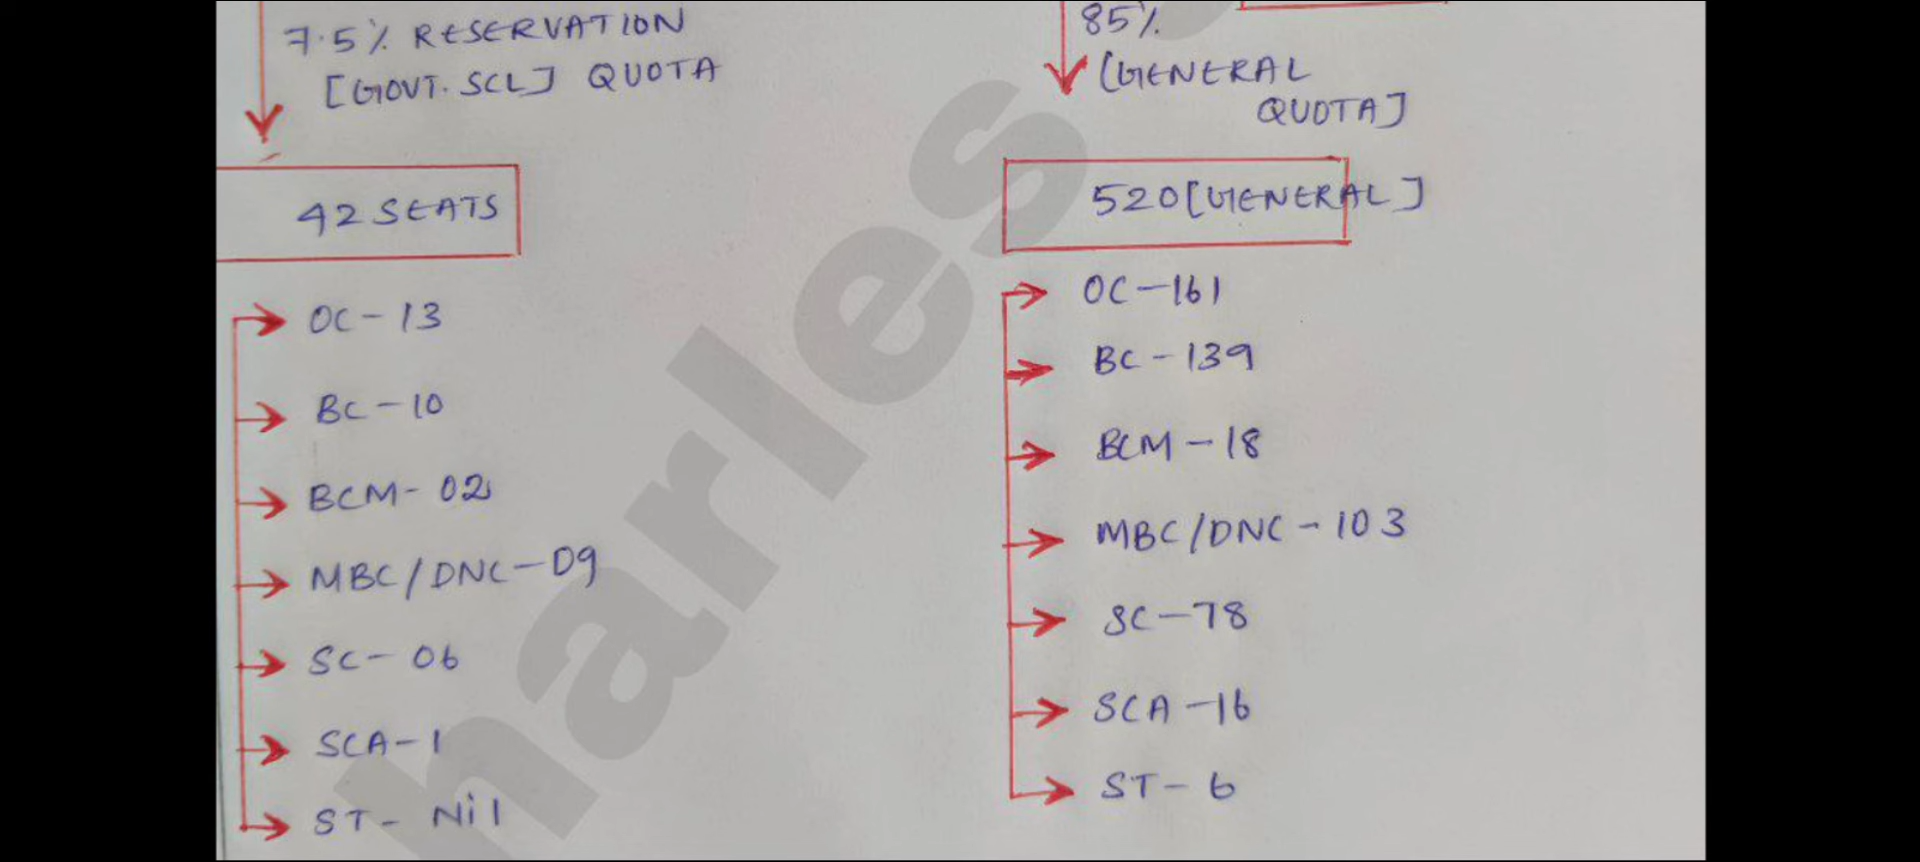 7.5% RESERVATION
[GOVT. SCL] QUOTA
42 SEATS
OC - 13
BC - 10
BCM - 02
MBC/DNC - 09
SC - 06
SCA - 1
ST - Nil
85%
[GENERAL
QUOTA]
520 [GENERAL]
OC - 161
BC - 139
BCM - 18
MBC/DNC - 103
SC - 78
SCA - 16
ST - 6
harles